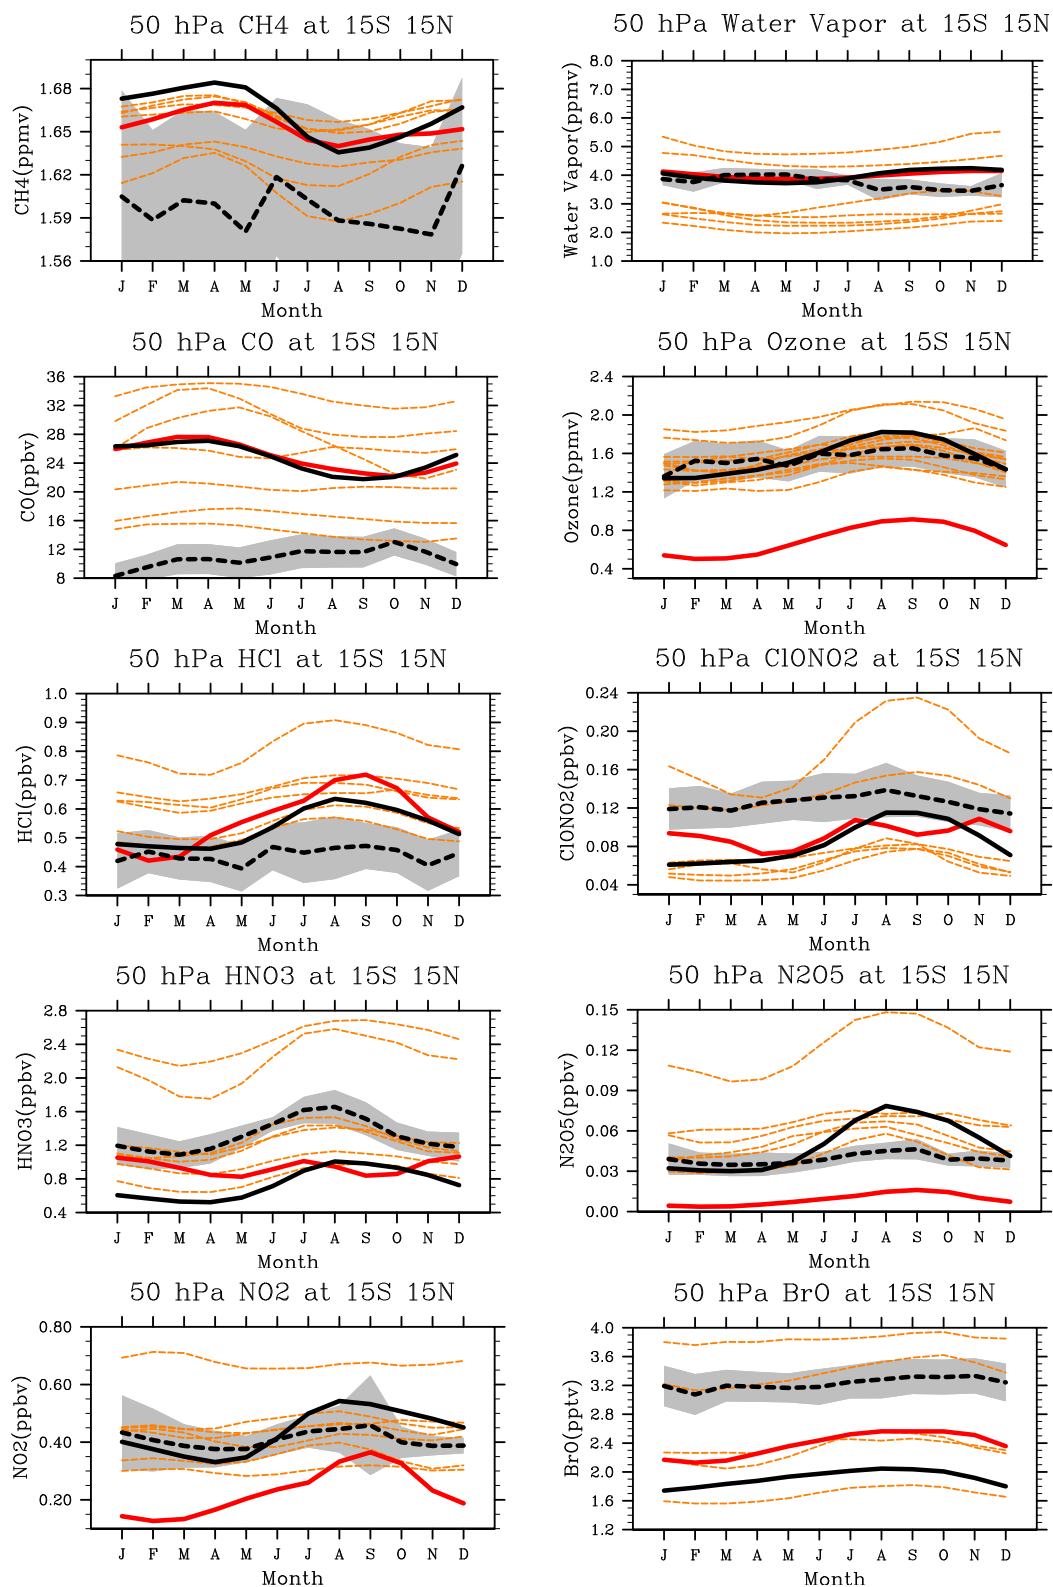 50 hPa CH4 at 15S 15N
CH4(ppmv)
1.68
1.65
1.62
1.59
1.56
J F M A M J J A S O N D
Month
50 hPa Water Vapor at 15S 15N
Water Vapor(ppmv)
8.0
7.0
6.0
5.0
4.0
3.0
2.0
1.0
J F M A M J J A S O N D
Month
50 hPa CO at 15S 15N
CO(ppbv)
36
32
28
24
20
16
12
8
J F M A M J J A S O N D
Month
50 hPa Ozone at 15S 15N
Ozone(ppmv)
2.4
2.0
1.6
1.2
0.8
0.4
J F M A M J J A S O N D
Month
50 hPa HCl at 15S 15N
HCl(ppbv)
1.0
0.9
0.8
0.7
0.6
0.5
0.4
0.3
J F M A M J J A S O N D
Month
50 hPa ClONO2 at 15S 15N
ClONO2(ppbv)
0.24
0.20
0.16
0.12
0.08
0.04
J F M A M J J A S O N D
Month
50 hPa HNO3 at 15S 15N
HNO3(ppbv)
2.8
2.4
2.0
1.6
1.2
0.8
0.4
J F M A M J J A S O N D
Month
50 hPa N2O5 at 15S 15N
N2O5(ppbv)
0.15
0.12
0.09
0.06
0.03
0.00
J F M A M J J A S O N D
Month
50 hPa NO2 at 15S 15N
NO2(ppbv)
0.80
0.60
0.40
0.20
J F M A M J J A S O N D
Month
50 hPa BrO at 15S 15N
BrO(pptv)
4.0
3.6
3.2
2.8
2.4
2.0
1.6
1.2
J F M A M J J A S O N D
Month